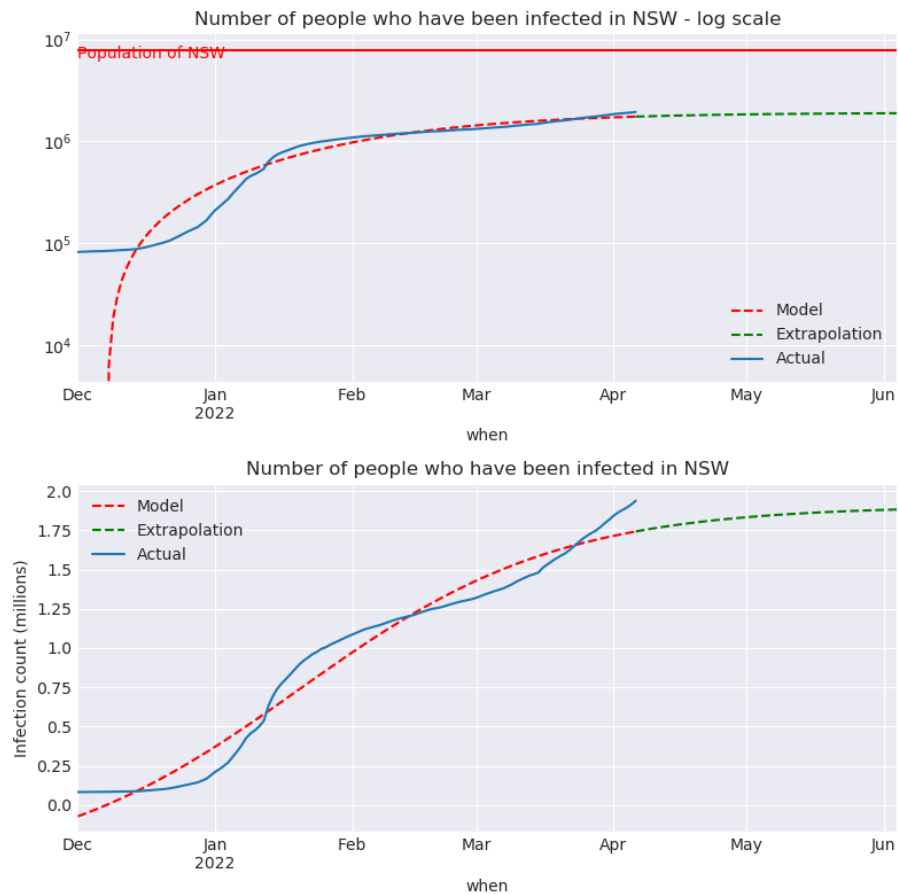 Number of people who have been infected in NSW - log scale
10^7
Population of NSW
10^6
10^5
10^4
Model
Extrapolation
Actual
Dec Jan Feb Mar Apr May Jun
2022
when
Number of people who have been infected in NSW
Infection count (millions)
2.0
1.75
1.5
1.25
1.0
0.75
0.5
0.25
0.0
Model
Extrapolation
Actual
Dec Jan Feb Mar Apr May Jun
2022
when